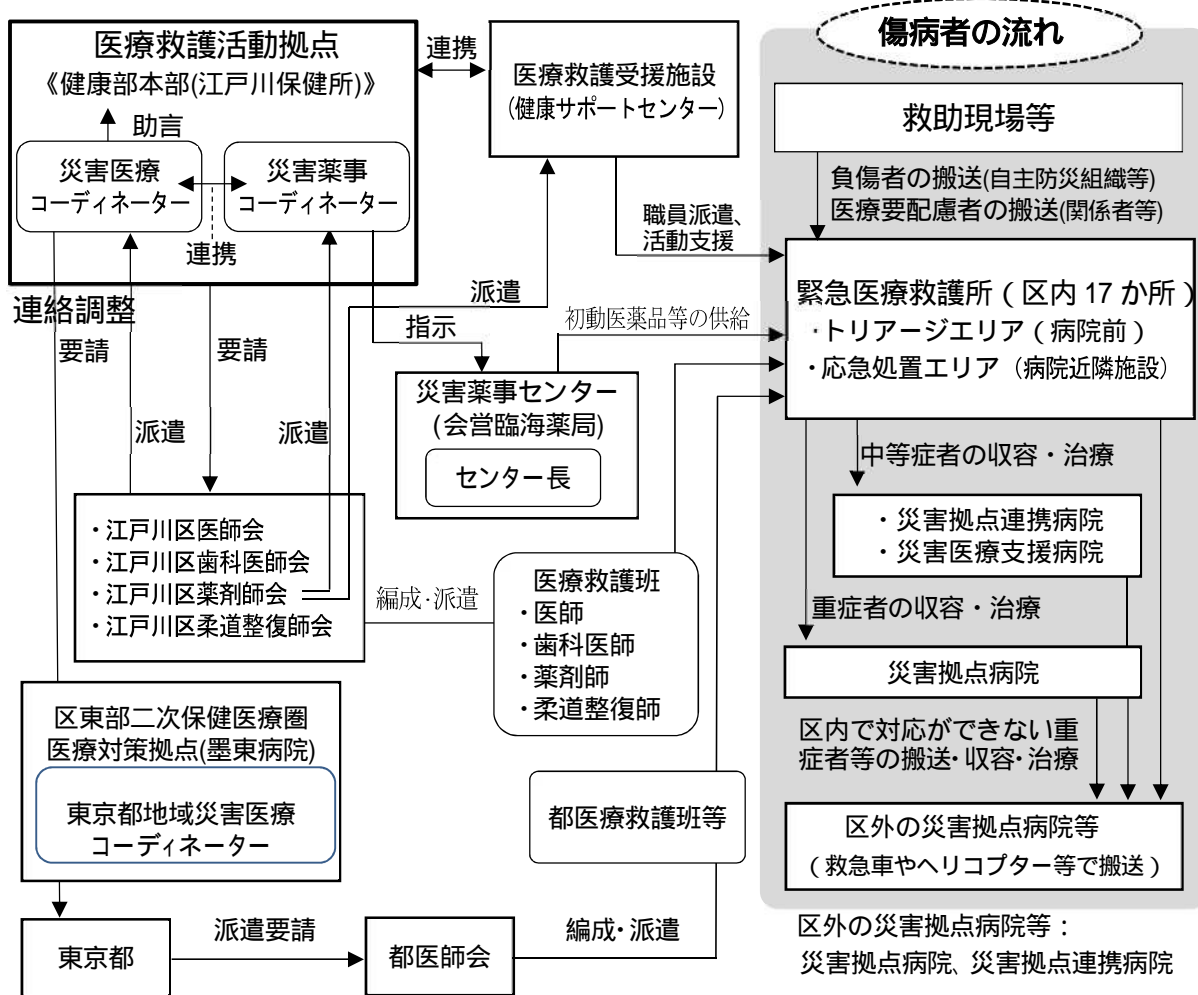 医療救護活動拠点
《健康部本部(江戸川保健所)》
助言
災害医療
コーディネーター
災害薬事
コーディネーター
連携
連携
医療救護受援施設
(健康サポートセンター)
傷病者の流れ
救助現場等
負傷者の搬送(自主防災組織等)
医療要配慮者の搬送(関係者等)
職員派遣、
活動支援
緊急医療救護所(区内 17 か所)
・トリアージエリア(病院前)
・応急処置エリア(病院近隣施設)
連絡調整
要請
要請
派遣
指示
初動医薬品等の供給
災害薬事センター
(会営臨海薬局)
センター長
派遣
派遣
・江戸川区医師会
・江戸川区歯科医師会
・江戸川区薬剤師会
・江戸川区柔道整復師会
編成・派遣
医療救護班
・医師
・歯科医師
・薬剤師
・柔道整復師
中等症者の収容・治療
・災害拠点連携病院
・災害医療支援病院
重症者の収容・治療
災害拠点病院
区内で対応ができない重
症者等の搬送・収容・治療
区東部二次保健医療圏
医療対策拠点(墨東病院)
東京都地域災害医療
コーディネーター
都医療救護班等
区外の災害拠点病院等
(救急車やヘリコプター等で搬送)
東京都
派遣要請
都医師会
編成・派遣
区外の災害拠点病院等:
災害拠点病院、災害拠点連携病院